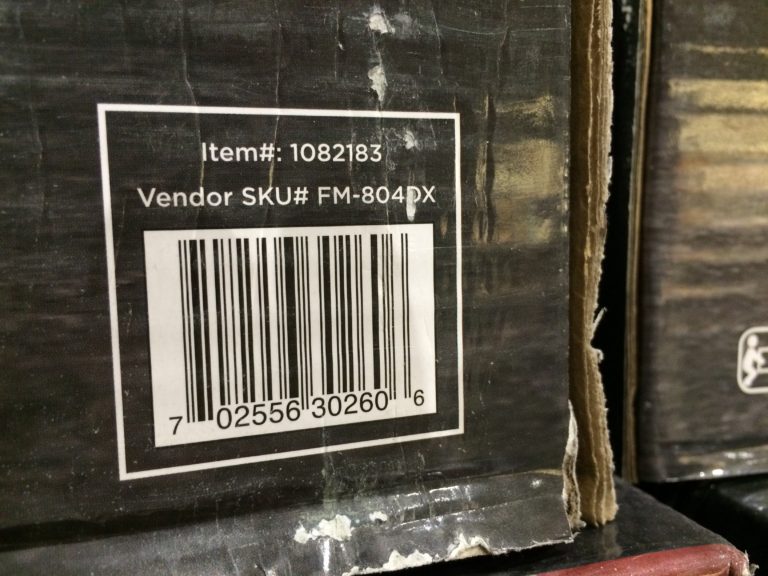 Item#: 1082183
Vendor SKU# FM-804DX
7 02556 30260 6